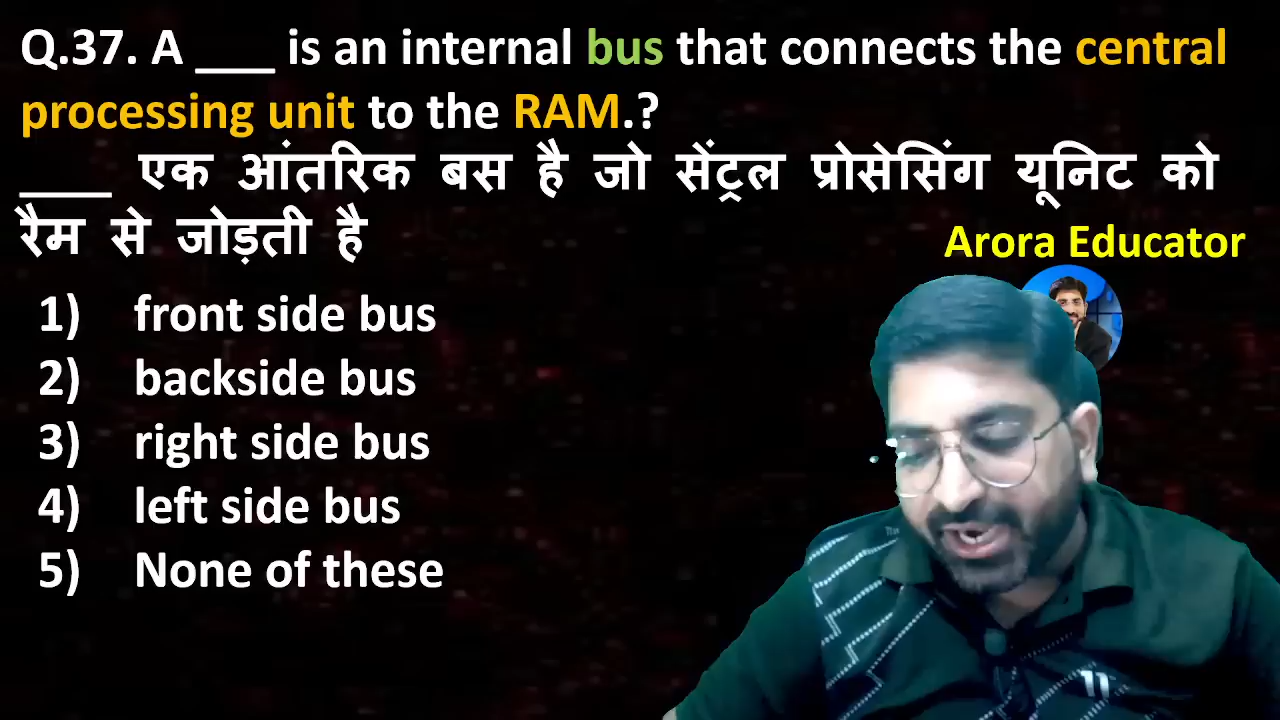 Q.37. A ___ is an internal bus that connects the central
processing unit to the RAM.?
____ एक आंतरिक बस है जो सेंट्रल प्रोसेसिंग यूनिट को
रैम से जोड़ती है
Arora Educator
1) front side bus
2) backside bus
3) right side bus
4) left side bus
5) None of these